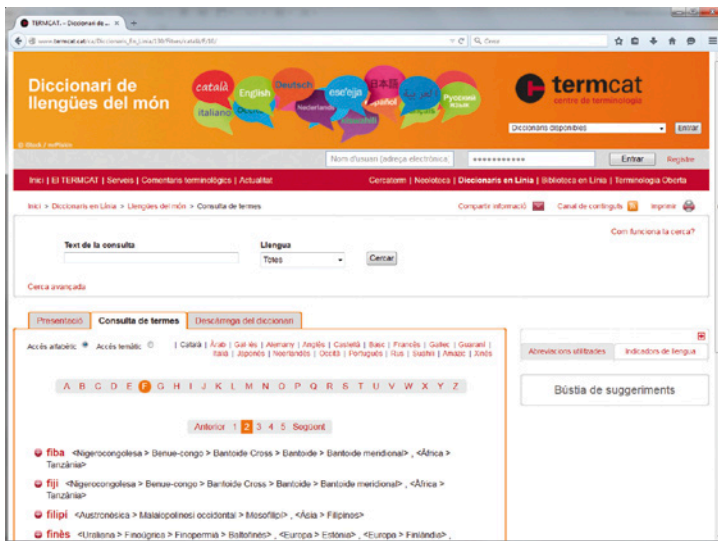 TERMCAT. - Diccionari de ... ×
Diccionari de
llengües del món
català
English
Deutsch
ese'ejja
日本語
Español
Русский
язык
italiano
Nederlands
termcat
centre de terminologia
Diccionaris disponibles
Entrar
Nom d'usuari (adreça electrònica)
Entrar
Registre
Inici | El TERMCAT | Serveis | Comentaris terminològics | Actualitat
Cercaterm | Neoloteca | Diccionaris en Línia | Biblioteca en Línia | Terminologia Oberta
Inici > Diccionaris en Línia > Llengües del món > Consulta de termes
Compartir informació
Canal de continguts
Imprimir
Com funciona la cerca?
Text de la consulta
Llengua
Totes
Cercar
Cerca avançada
Presentació
Consulta de termes
Descàrrega del diccionari
Accés alfabètic
Accés temàtic
| Català | Àrab | Gal·lès | Alemany | Anglès | Castellà | Basc | Francès | Gallec | Guaraní |
Italià | Japonès | Neerlandès | Occità | Portuguès | Rus | Suahili | Amazic | Xinès
Abreviacions utilitzades
Indicadors de llengua
A B C D E F G H I J K L M N O P Q R S T U V W X Y Z
Bústia de suggeriments
Anterior 1 2 3 4 5 Següent
fiba <Nigerocongolesa > Benue-congo > Bantoide Cross > Bantoide > Bantoide meridional> , <Àfrica >
Tanzània>
fiji <Nigerocongolesa > Benue-congo > Bantoide Cross > Bantoide > Bantoide meridional> , <Àfrica >
Tanzània>
filipí <Austronèsica > Malaiopolinesi occidental > Mesofilipí> , <Àsia > Filipines>
finès <Uraliana > Finoúgrica > Finopèrmia > Baltofinès> , <Europa > Estònia> , <Europa > Finlàndia> ,